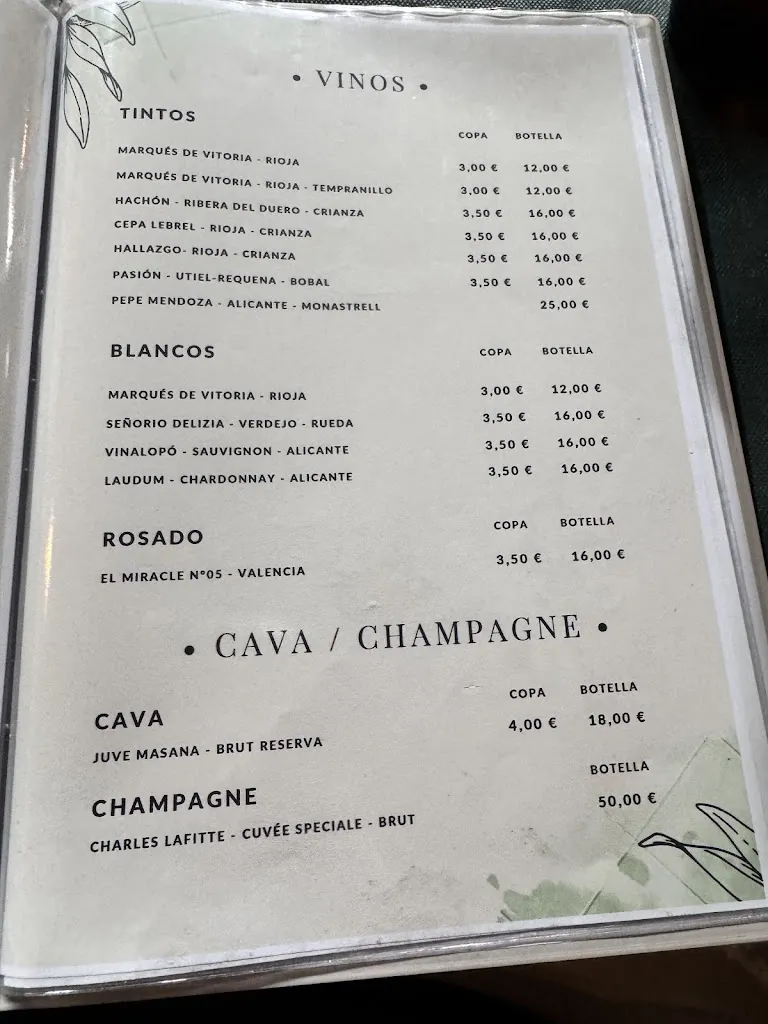 • VINOS •
TINTOS
COPA BOTELLA
MARQUÉS DE VITORIA - RIOJA 3,00 € 12,00 €
MARQUÉS DE VITORIA - RIOJA - TEMPRANILLO 3,00 € 12,00 €
HACHÓN - RIBERA DEL DUERO - CRIANZA 3,50 € 16,00 €
CEPA LEBREL - RIOJA - CRIANZA 3,50 € 16,00 €
HALLAZGO- RIOJA - CRIANZA 3,50 € 16,00 €
PASIÓN - UTIEL-REQUENA - BOBAL 3,50 € 16,00 €
PEPE MENDOZA - ALICANTE - MONASTRELL 25,00 €
BLANCOS COPA BOTELLA
MARQUÉS DE VITORIA - RIOJA 3,00 € 12,00 €
SEÑORIO DELIZIA - VERDEJO - RUEDA 3,50 € 16,00 €
VINALOPÓ - SAUVIGNON - ALICANTE 3,50 € 16,00 €
LAUDUM - CHARDONNAY - ALICANTE 3,50 € 16,00 €
ROSADO COPA BOTELLA
EL MIRACLE Nº05 - VALENCIA 3,50 € 16,00 €
• CAVA / CHAMPAGNE •
CAVA COPA BOTELLA
JUVE MASANA - BRUT RESERVA 4,00 € 18,00 €
CHAMPAGNE BOTELLA
CHARLES LAFITTE - CUVÉE SPECIALE - BRUT 50,00 €